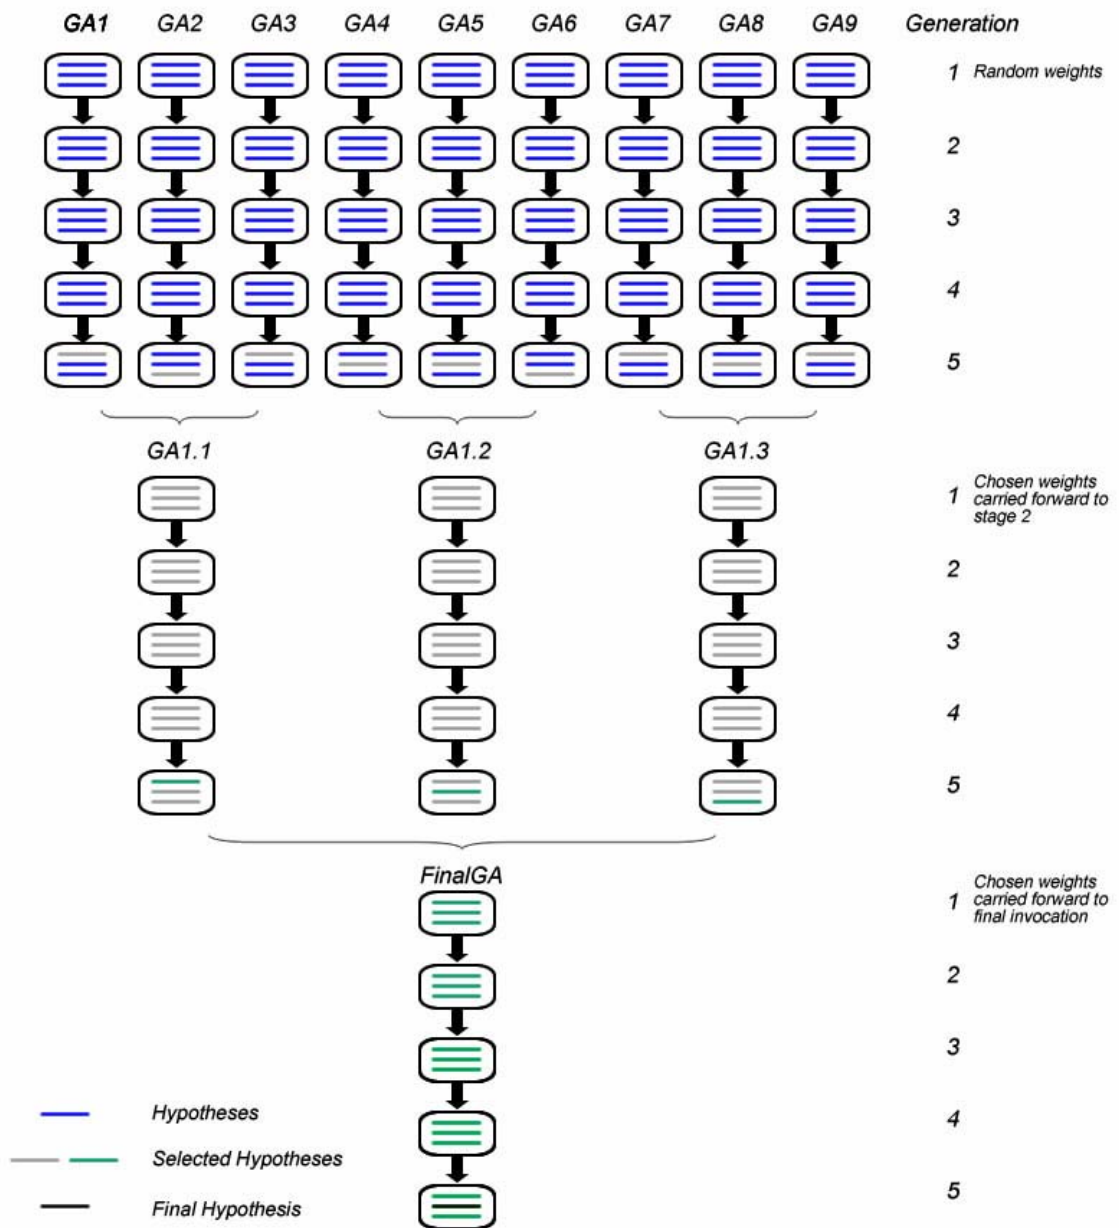 GA1 GA2 GA3 GA4 GA5 GA6 GA7 GA8 GA9 Generation
1 Random weights
2
3
4
5
GA1.1 GA1.2 GA1.3
1 Chosen weights
carried forward to
stage 2
2
3
4
5
FinalGA
1 Chosen weights
carried forward to
final invocation
2
3
4
5
Hypotheses
Selected Hypotheses
Final Hypothesis